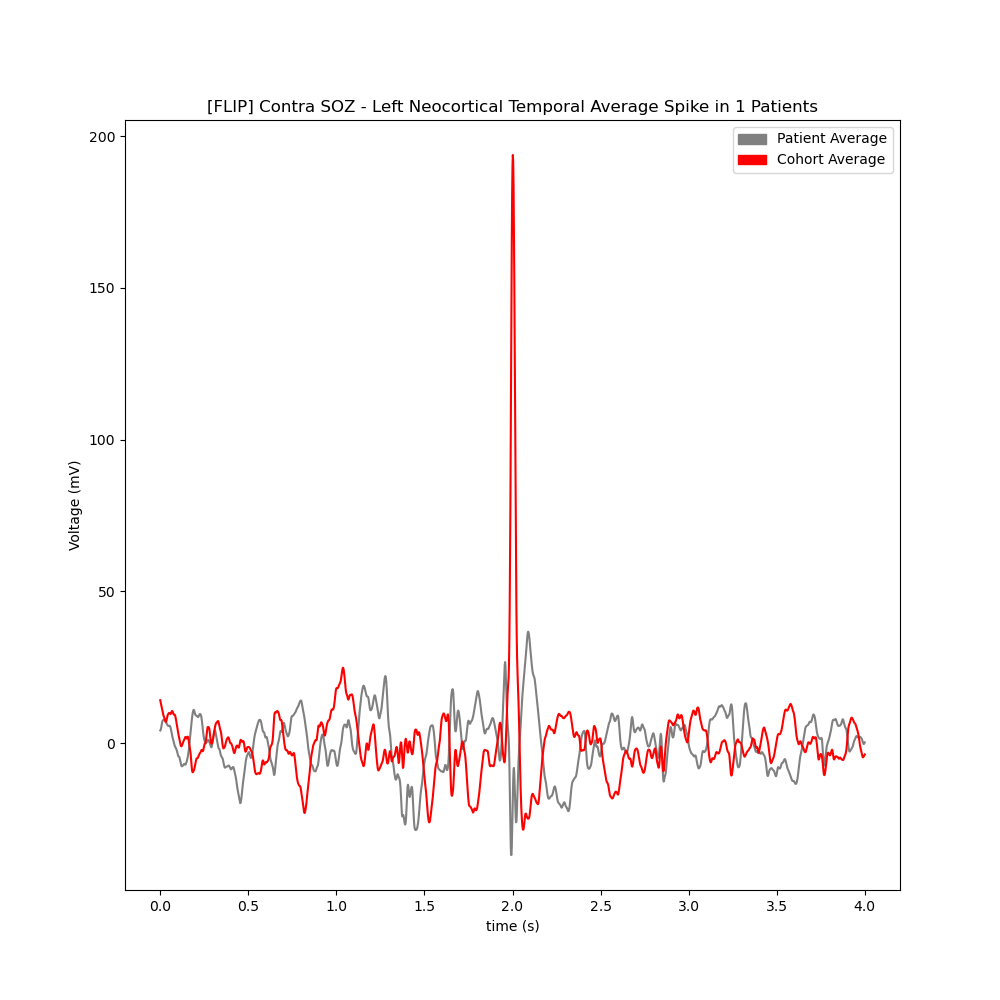 [FLIP] Contra SOZ - Left Neocortical Temporal Average Spike in 1 Patients
Patient Average
Cohort Average
Voltage (mV)
200
150
100
50
0
0.0 0.5 1.0 1.5 2.0 2.5 3.0 3.5 4.0
time (s)